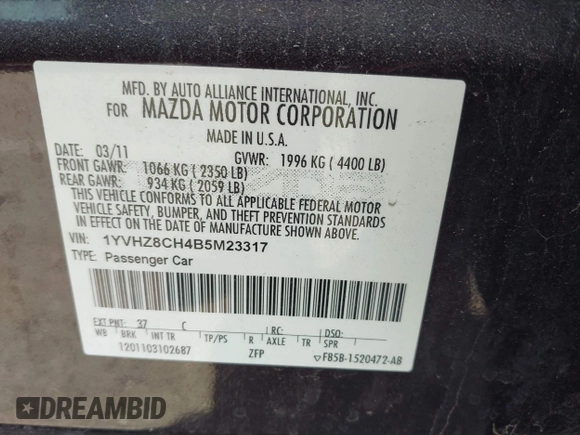 MFD. BY AUTO ALLIANCE INTERNATIONAL, INC.
FOR MAZDA MOTOR CORPORATION
MADE IN U.S.A.
DATE: 03/11 GVWR: 1996 KG ( 4400 LB)
FRONT GAWR: 1066 KG ( 2350 LB)
REAR GAWR: 934 KG ( 2059 LB)
THIS VEHICLE CONFORMS TO ALL APPLICABLE FEDERAL MOTOR
VEHICLE SAFETY, BUMPER, AND THEFT PREVENTION STANDARDS
IN EFFECT ON THE DATE OF MANUFACTURE SHOWN ABOVE.
VIN: 1YVHZ8CH4B5M23317
TYPE: Passenger Car
EXT PNT: 37 C RC: DSO:
WB BRK INT TR TP/PS R AXLE TR SPR
1201103102687 ZFP FB5B-1520472-AB
DREAMBID